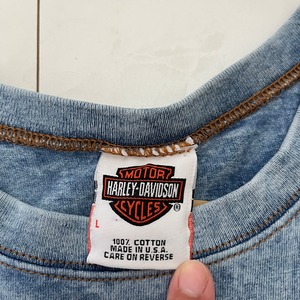 MOTOR
HARLEY-DAVIDSON
CYCLES
®
L
100% COTTON
MADE IN U.S.A.
CARE ON REVERSE